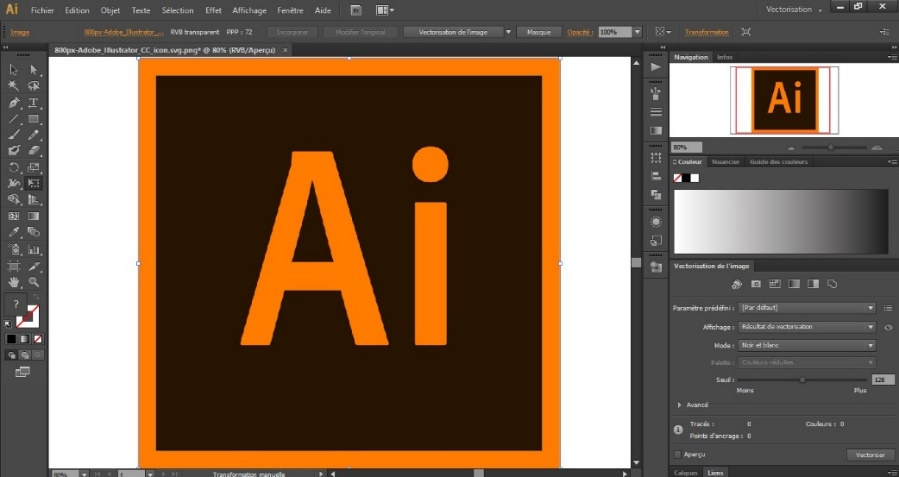 Ai Fichier Edition Objet Texte Sélection Effet Affichage Fenêtre Aide Br Vectorisation
Image 800px-Adobe_Illustrator_... RVB transparent PPP : 72 Incorporer Modifier l'original Vectorisation de l'image Masque Opacité : 100% Transformation
800px-Adobe_Illustrator_CC_icon.svg.png* @ 80% (RVB/Aperçu) ×
Navigation Infos
Ai
80%
Couleur Nuancier Guide des couleurs
Ai
Vectorisation de l'image
Paramètre prédéfini : (Par défaut)
Affichage : Résultat de vectorisation
Mode : Noir et blanc
Palette : Couleurs réduites
Seuil : 128
Moins Plus
Avancé
Tracés : 0 Couleurs : 0
Points d'ancrage : 0
Aperçu Vectoriser
80% 1 Transformation manuelle
Calques Liens